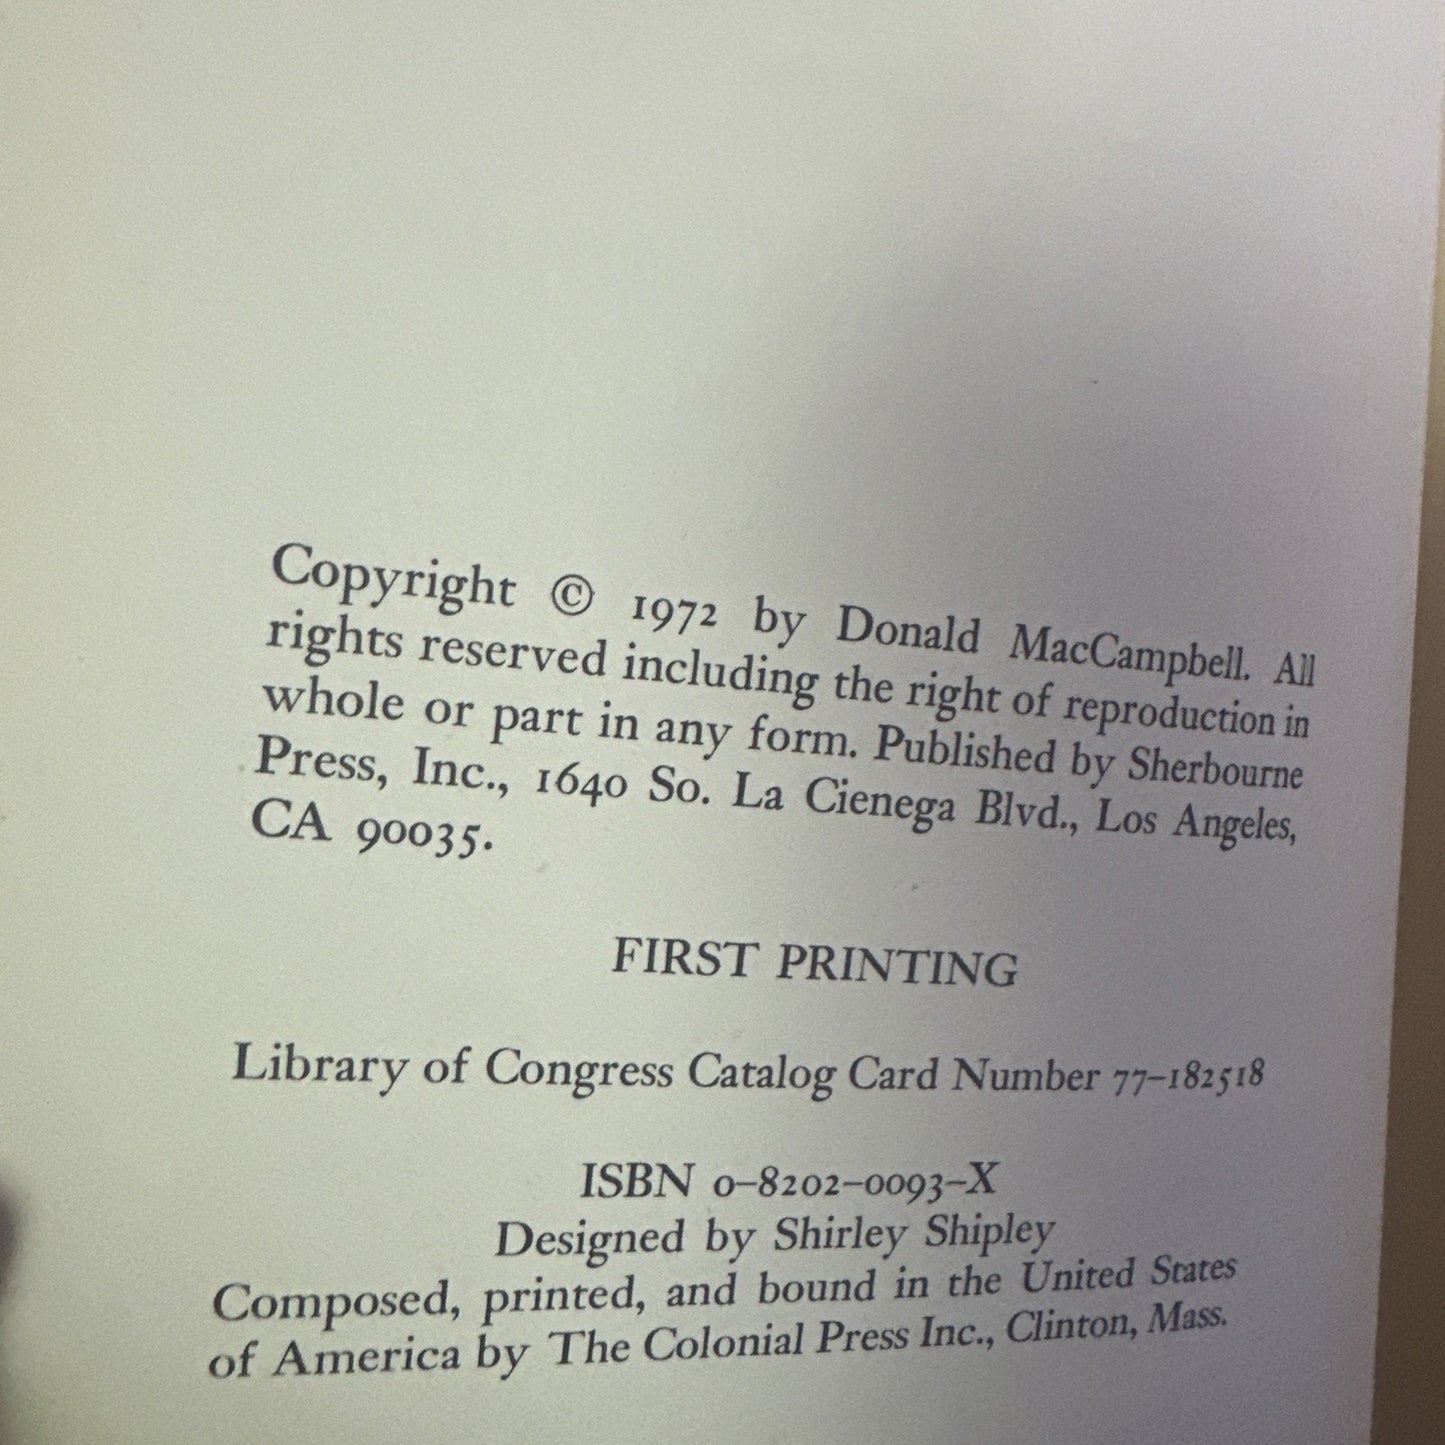 Copyright © 1972 by Donald MacCampbell. All
rights reserved including the right of reproduction in
whole or part in any form. Published by Sherbourne
Press, Inc., 1640 So. La Cienega Blvd., Los Angeles,
CA 90035.
FIRST PRINTING
Library of Congress Catalog Card Number 77–182518
ISBN 0–8202–0093–X
Designed by Shirley Shipley
Composed, printed, and bound in the United States
of America by The Colonial Press Inc., Clinton, Mass.